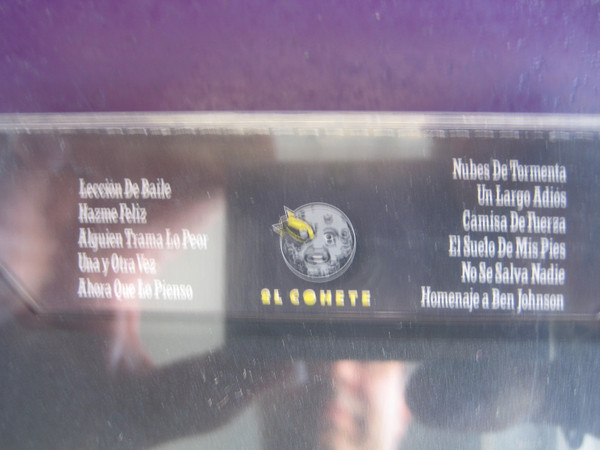 Lección De Baile
Hazme Feliz
Alguien Trama Lo Peor
Una y Otra Vez
Ahora Que Lo Pienso
EL COHETE
Nubes De Tormenta
Un Largo Adiós
Camisa De Fuerza
El Suelo De Mis Pies
No Se Salva Nadie
Homenaje a Ben Johnson